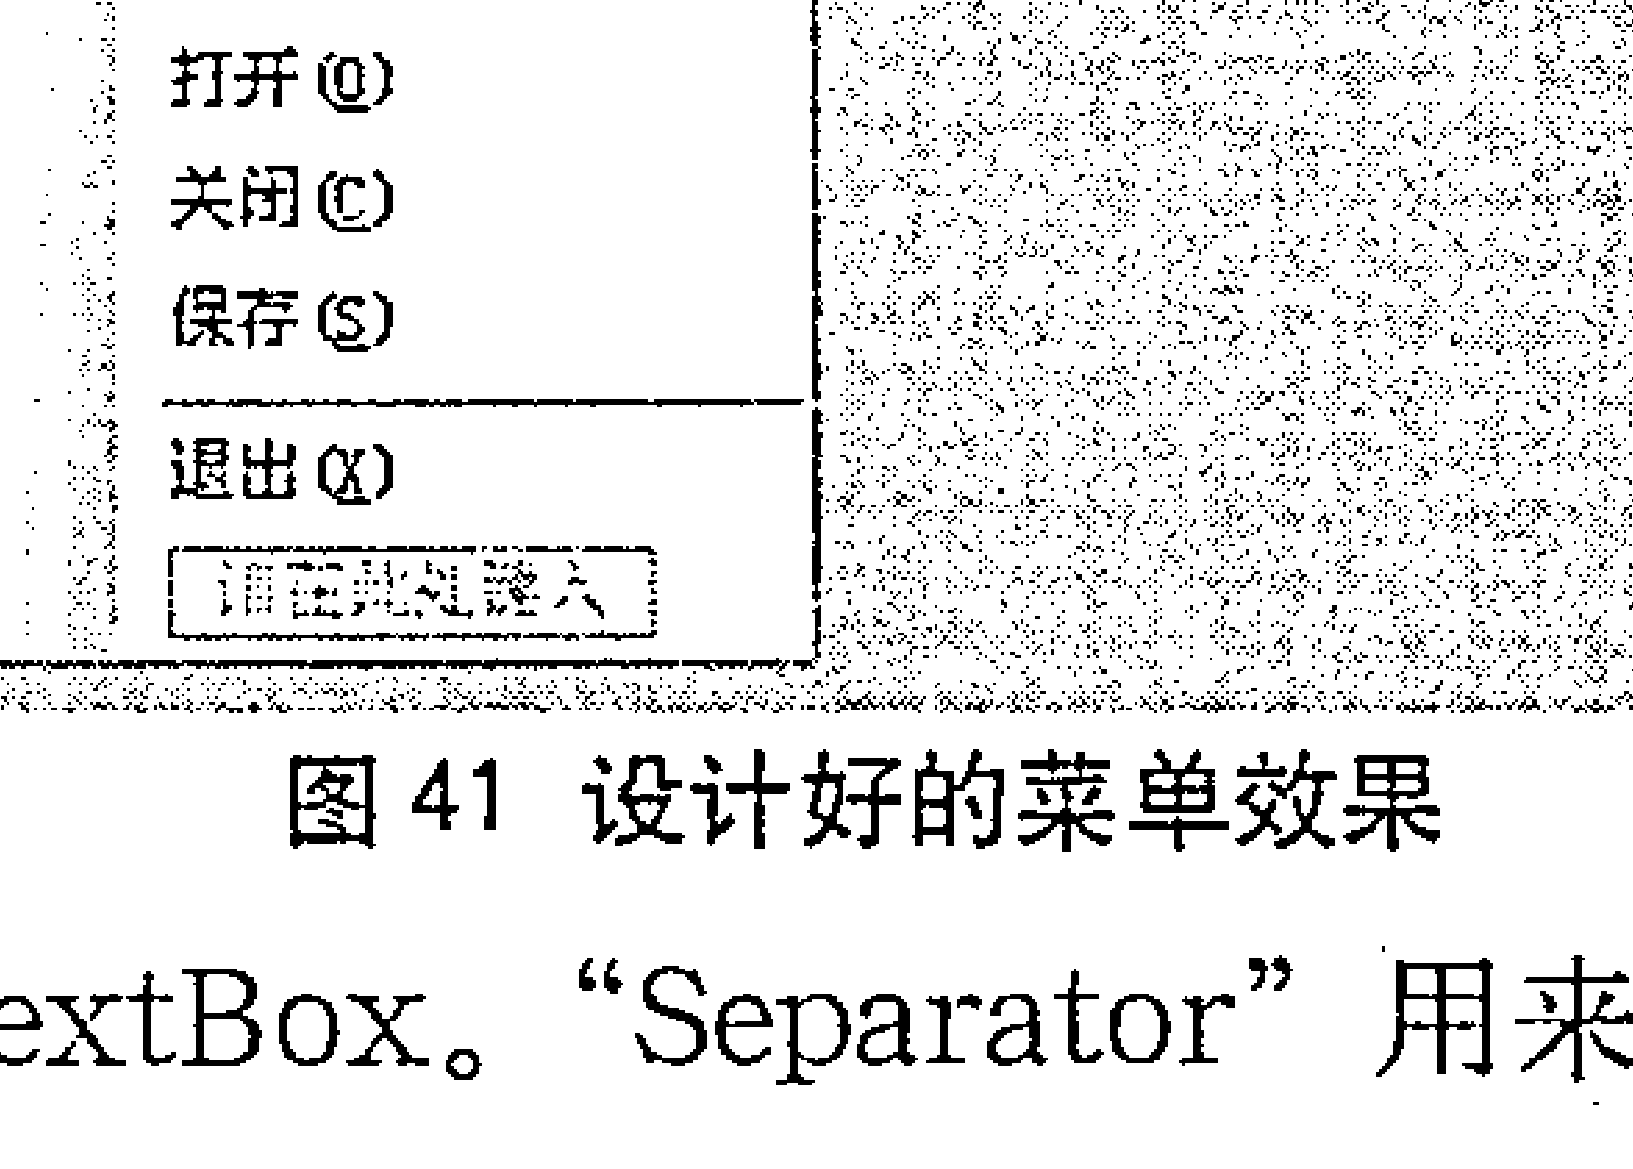 打开(O)
关闭(C)
保存(S)
退出(X)
图 41 设计好的菜单效果
extBox。 “Separator” 用来